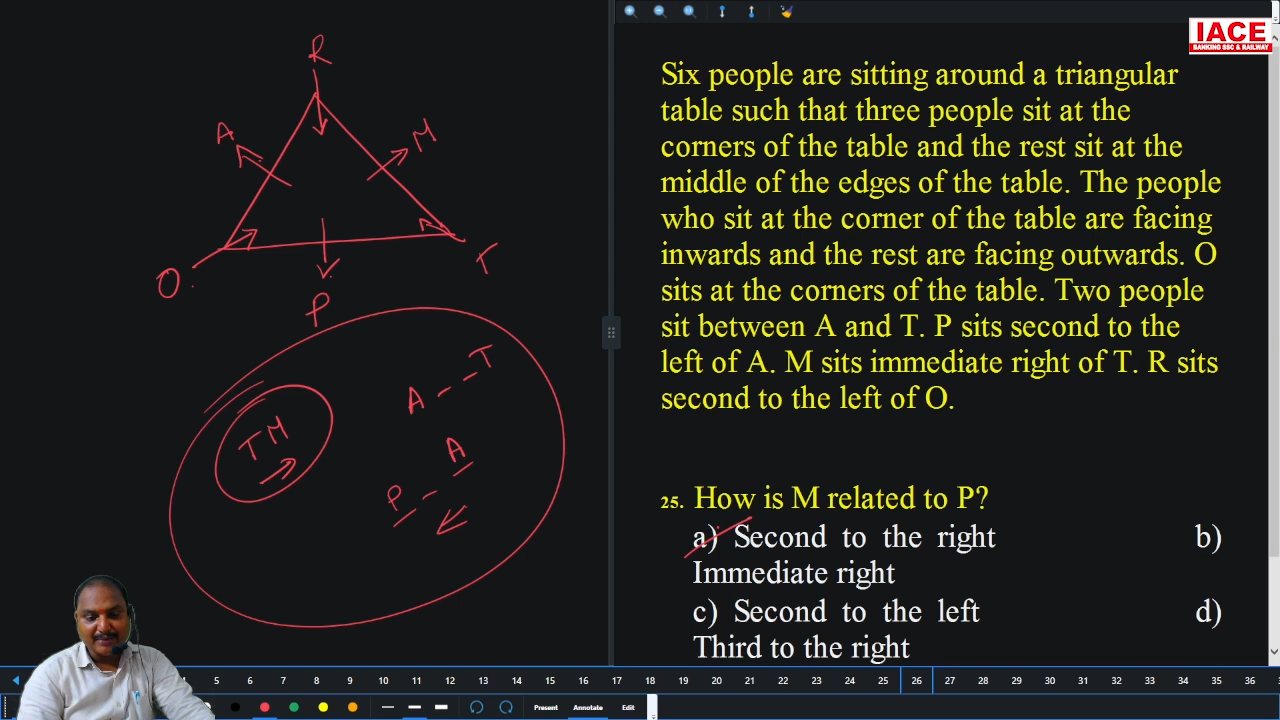 IACE
BANKING SSC & RAILWAY
Six people are sitting around a triangular
table such that three people sit at the
corners of the table and the rest sit at the
middle of the edges of the table. The people
who sit at the corner of the table are facing
inwards and the rest are facing outwards. O
sits at the corners of the table. Two people
sit between A and T. P sits second to the
left of A. M sits immediate right of T. R sits
second to the left of O.
25. How is M related to P?
a) Second to the right b)
Immediate right
c) Second to the left d)
Third to the right
R
A M
O T
P
A - - T
T M
A
P -
4 5 6 7 8 9 10 11 12 13 14 15 16 17 18 19 20 21 22 23 24 25 26 27 28 29 30 31 32 33 34 35 36
Present Annotate Edit